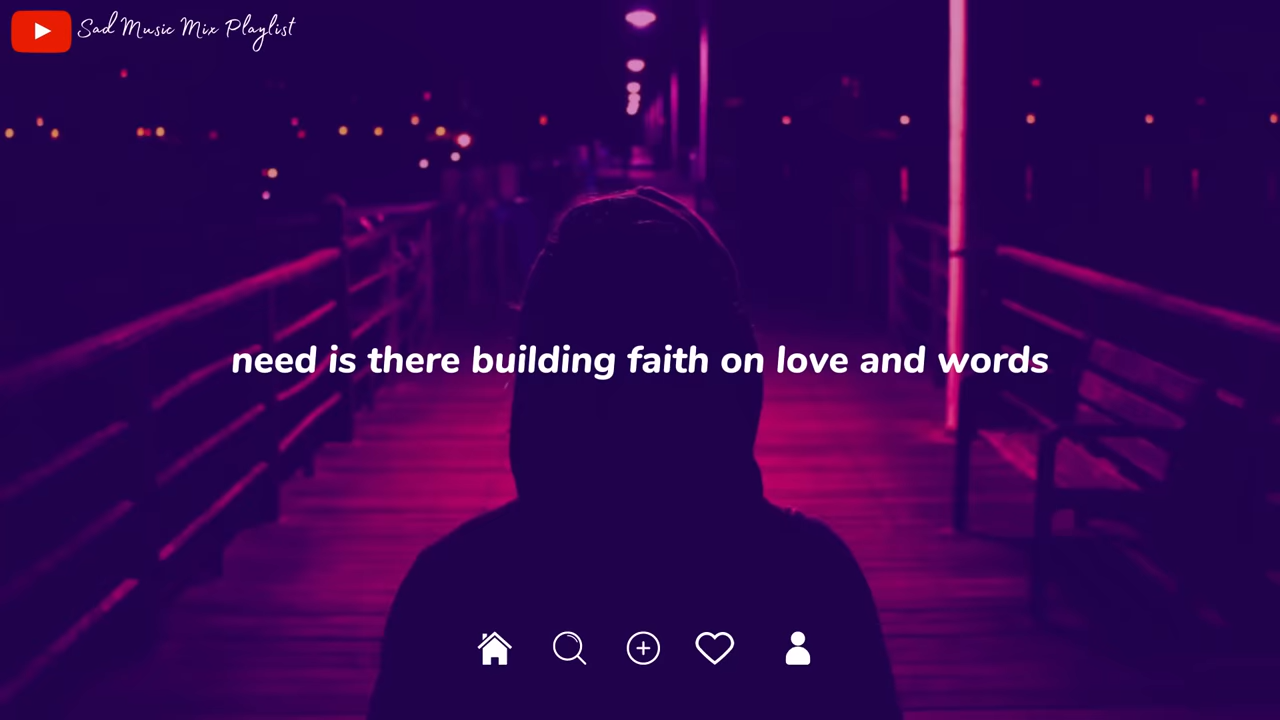 Sad Music Mix Playlist
need is there building faith on love and words